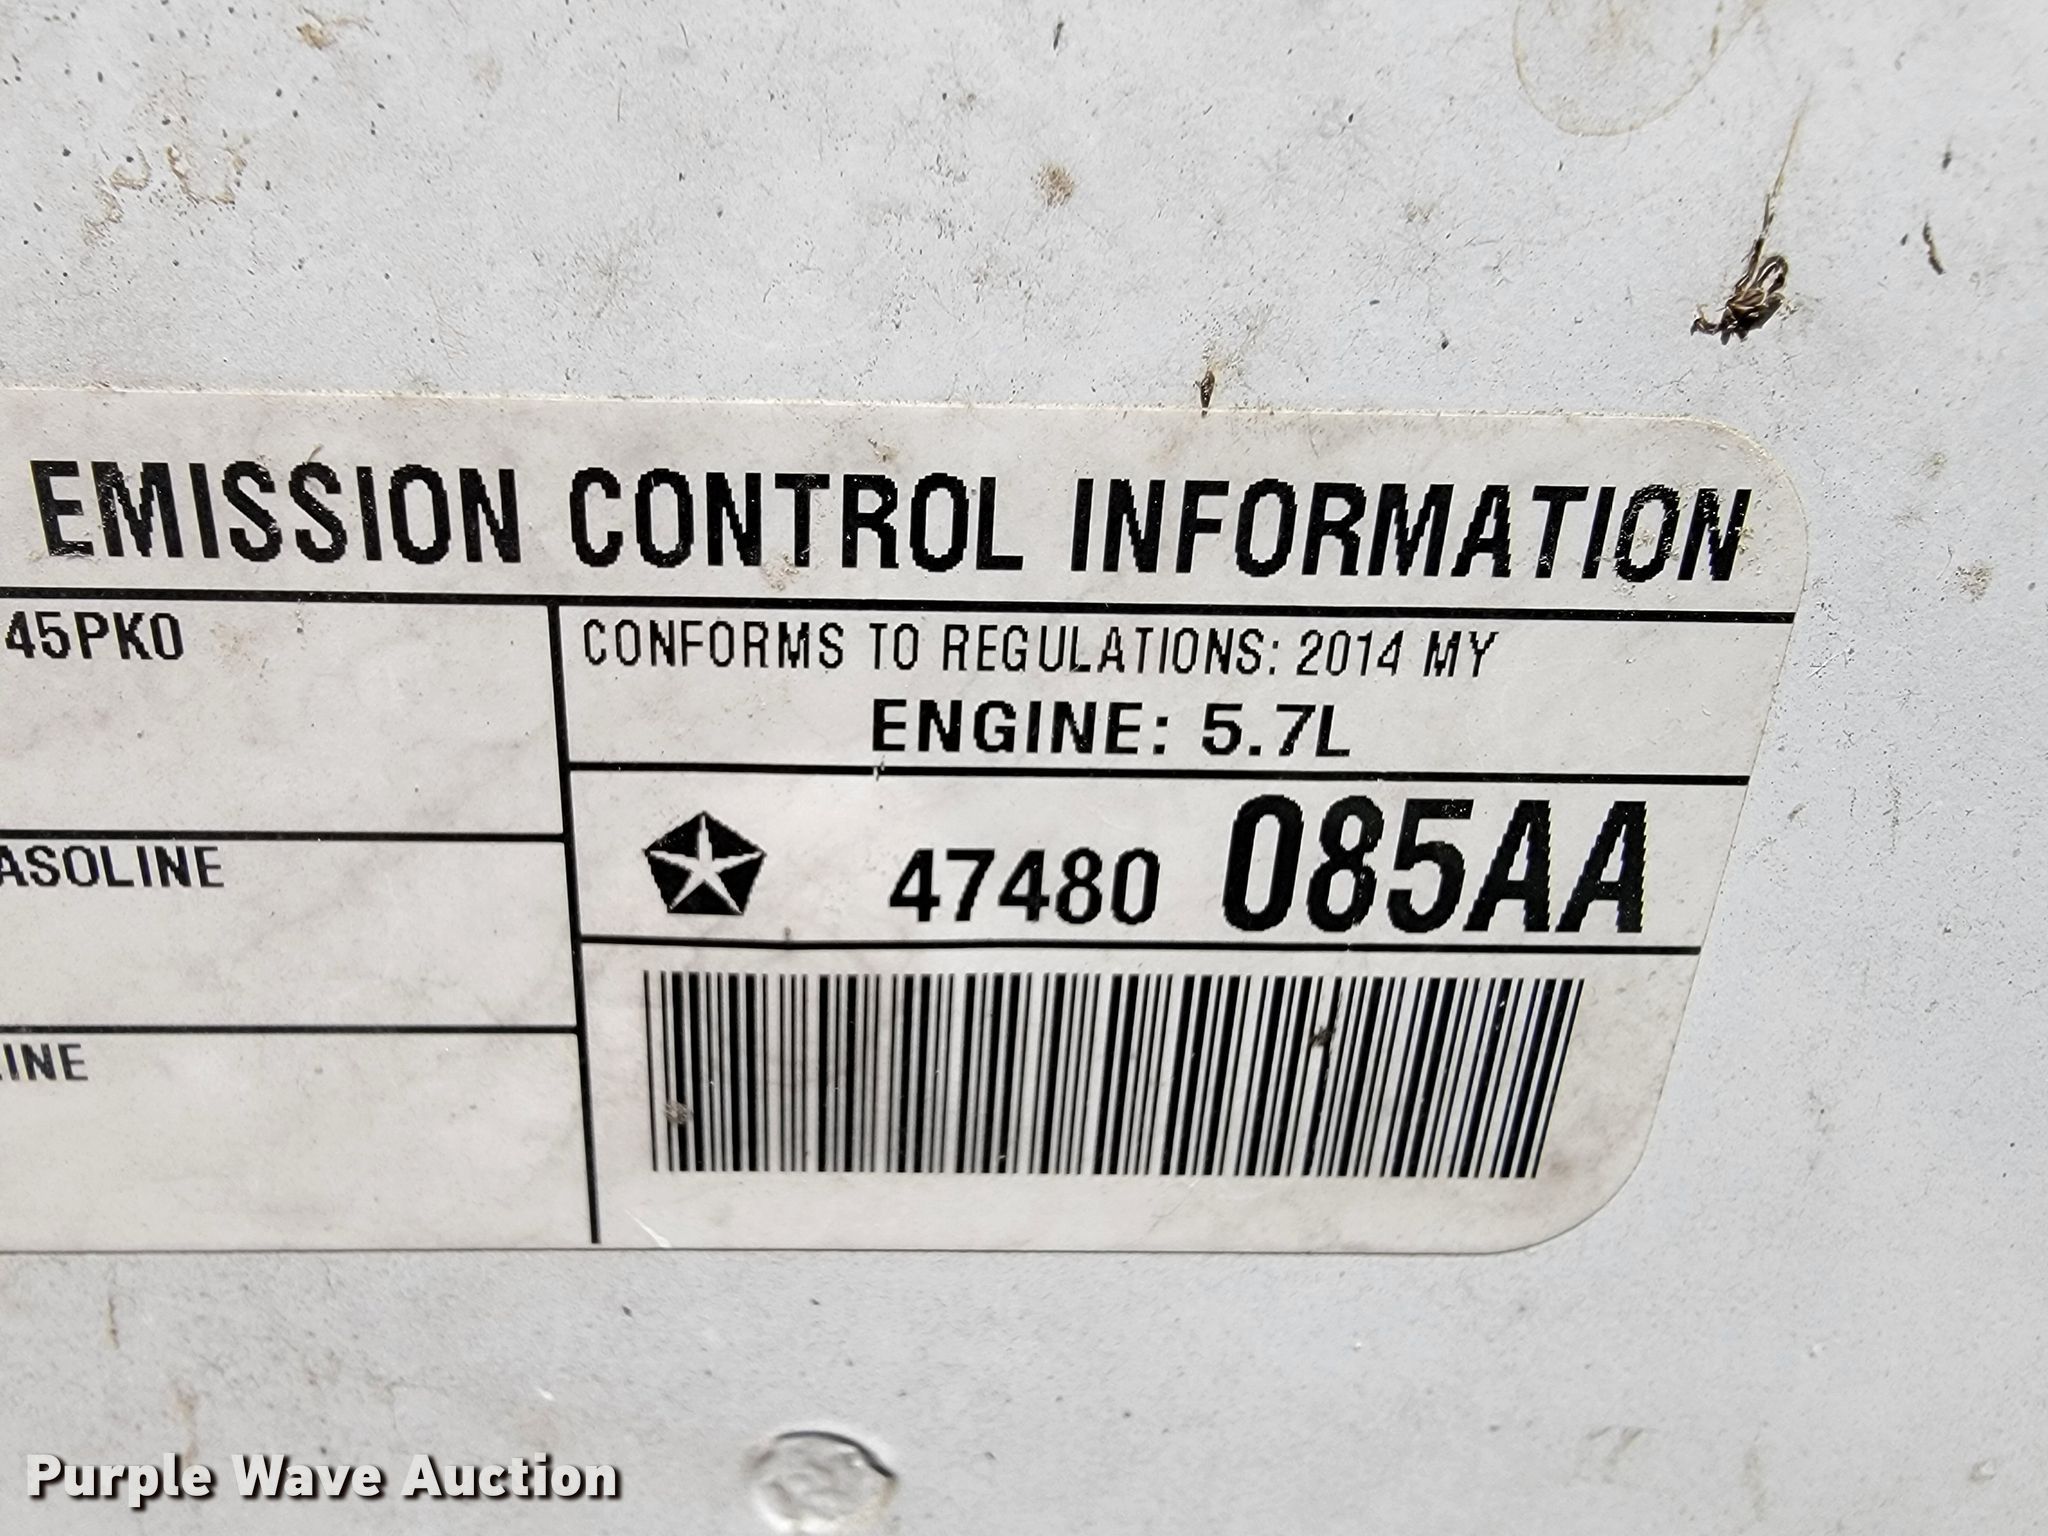 EMISSION CONTROL INFORMATION
45PK0
CONFORMS TO REGULATIONS: 2014 MY
ENGINE: 5.7L
ASOLINE
47480 085AA
INE
Purple Wave Auction